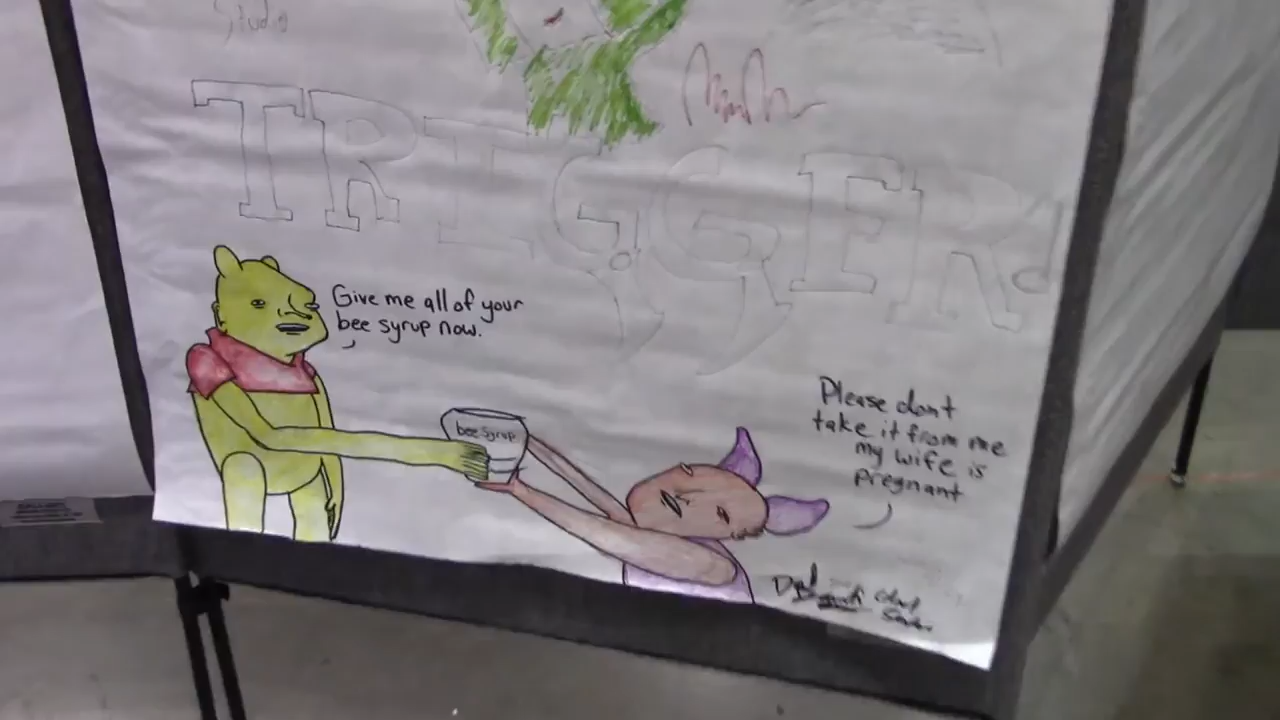 Studio
TRIGGER
Give me all of your
bee syrup now.
bee syrup
Please dont
take it from me
my wife is
pregnant